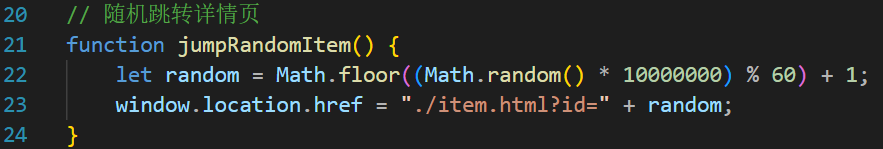 20 // 随机跳转详情页
21 function jumpRandomItem() {
22     let random = Math.floor((Math.random() * 10000000) % 60) + 1;
23     window.location.href = "./item.html?id=" + random;
24 }